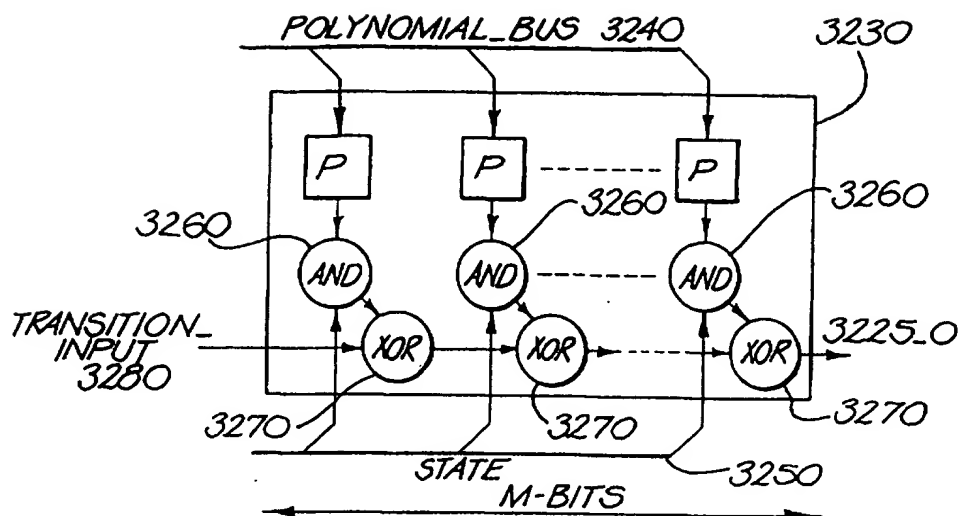 POLYNOMIAL_BUS 3240
3230
P P P
3260
3260
3260
AND AND AND
TRANSITION_
INPUT
3280
XOR XOR XOR
3225_0
3270
3270
3270
STATE
3250
M-BITS